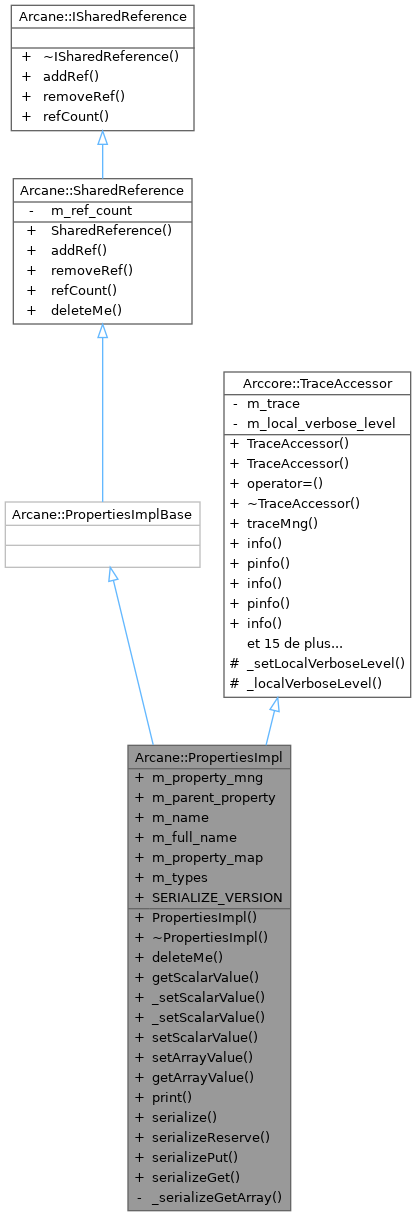 Arcane::ISharedReference
+ ~ISharedReference()
+ addRef()
+ removeRef()
+ refCount()
Arcane::SharedReference
- m_ref_count
+ SharedReference()
+ addRef()
+ removeRef()
+ refCount()
+ deleteMe()
Arcane::PropertiesImplBase
Arccore::TraceAccessor
- m_trace
- m_local_verbose_level
+ TraceAccessor()
+ TraceAccessor()
+ operator=()
+ ~TraceAccessor()
+ traceMng()
+ info()
+ pinfo()
+ info()
+ pinfo()
+ info()
et 15 de plus...
# _setLocalVerboseLevel()
# _localVerboseLevel()
Arcane::PropertiesImpl
+ m_property_mng
+ m_parent_property
+ m_name
+ m_full_name
+ m_property_map
+ m_types
+ SERIALIZE_VERSION
+ PropertiesImpl()
+ ~PropertiesImpl()
+ deleteMe()
+ getScalarValue()
+ _setScalarValue()
+ _setScalarValue()
+ setScalarValue()
+ setArrayValue()
+ getArrayValue()
+ print()
+ serialize()
+ serializeReserve()
+ serializePut()
+ serializeGet()
- _serializeGetArray()